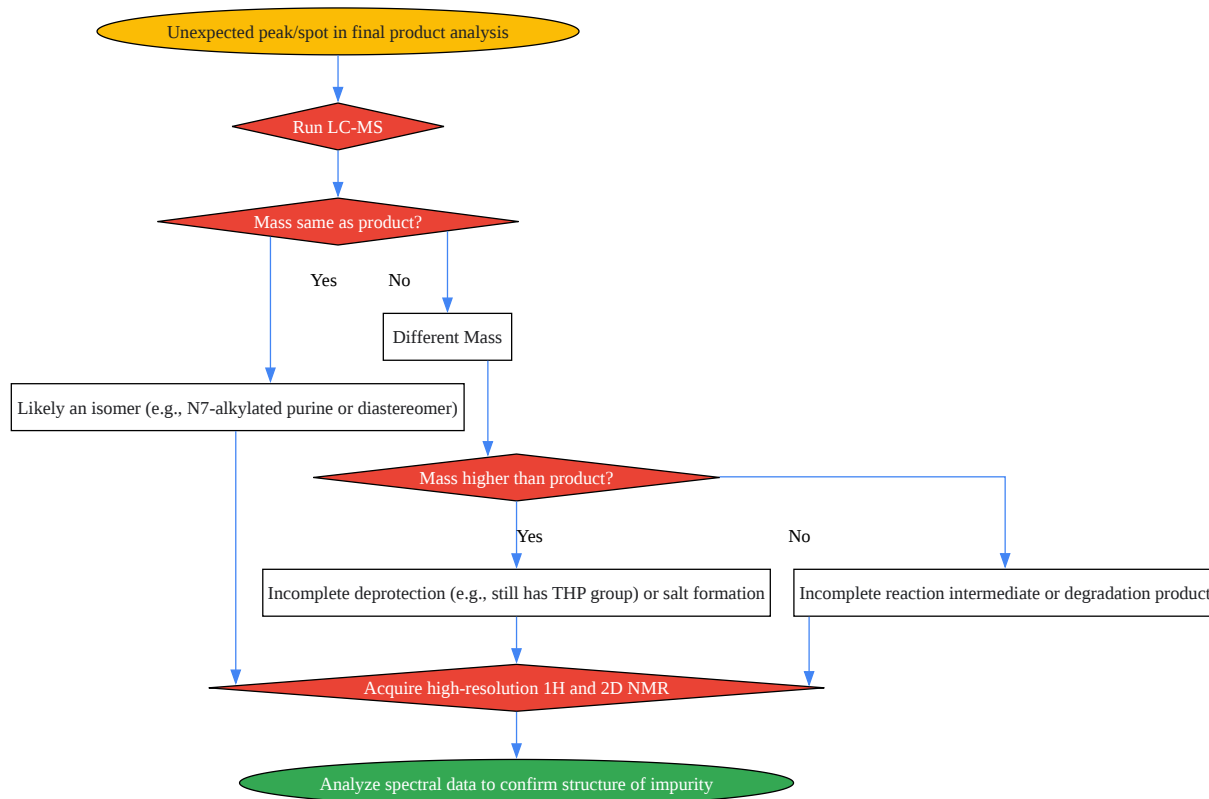 Unexpected peak/spot in final product analysis
Run LC-MS
Mass same as product?
Yes
No
Different Mass
Likely an isomer (e.g., N7-alkylated purine or diastereomer)
Mass higher than product?
Yes
No
Incomplete deprotection (e.g., still has THP group) or salt formation
Incomplete reaction intermediate or degradation product
Acquire high-resolution 1H and 2D NMR
Analyze spectral data to confirm structure of impurity